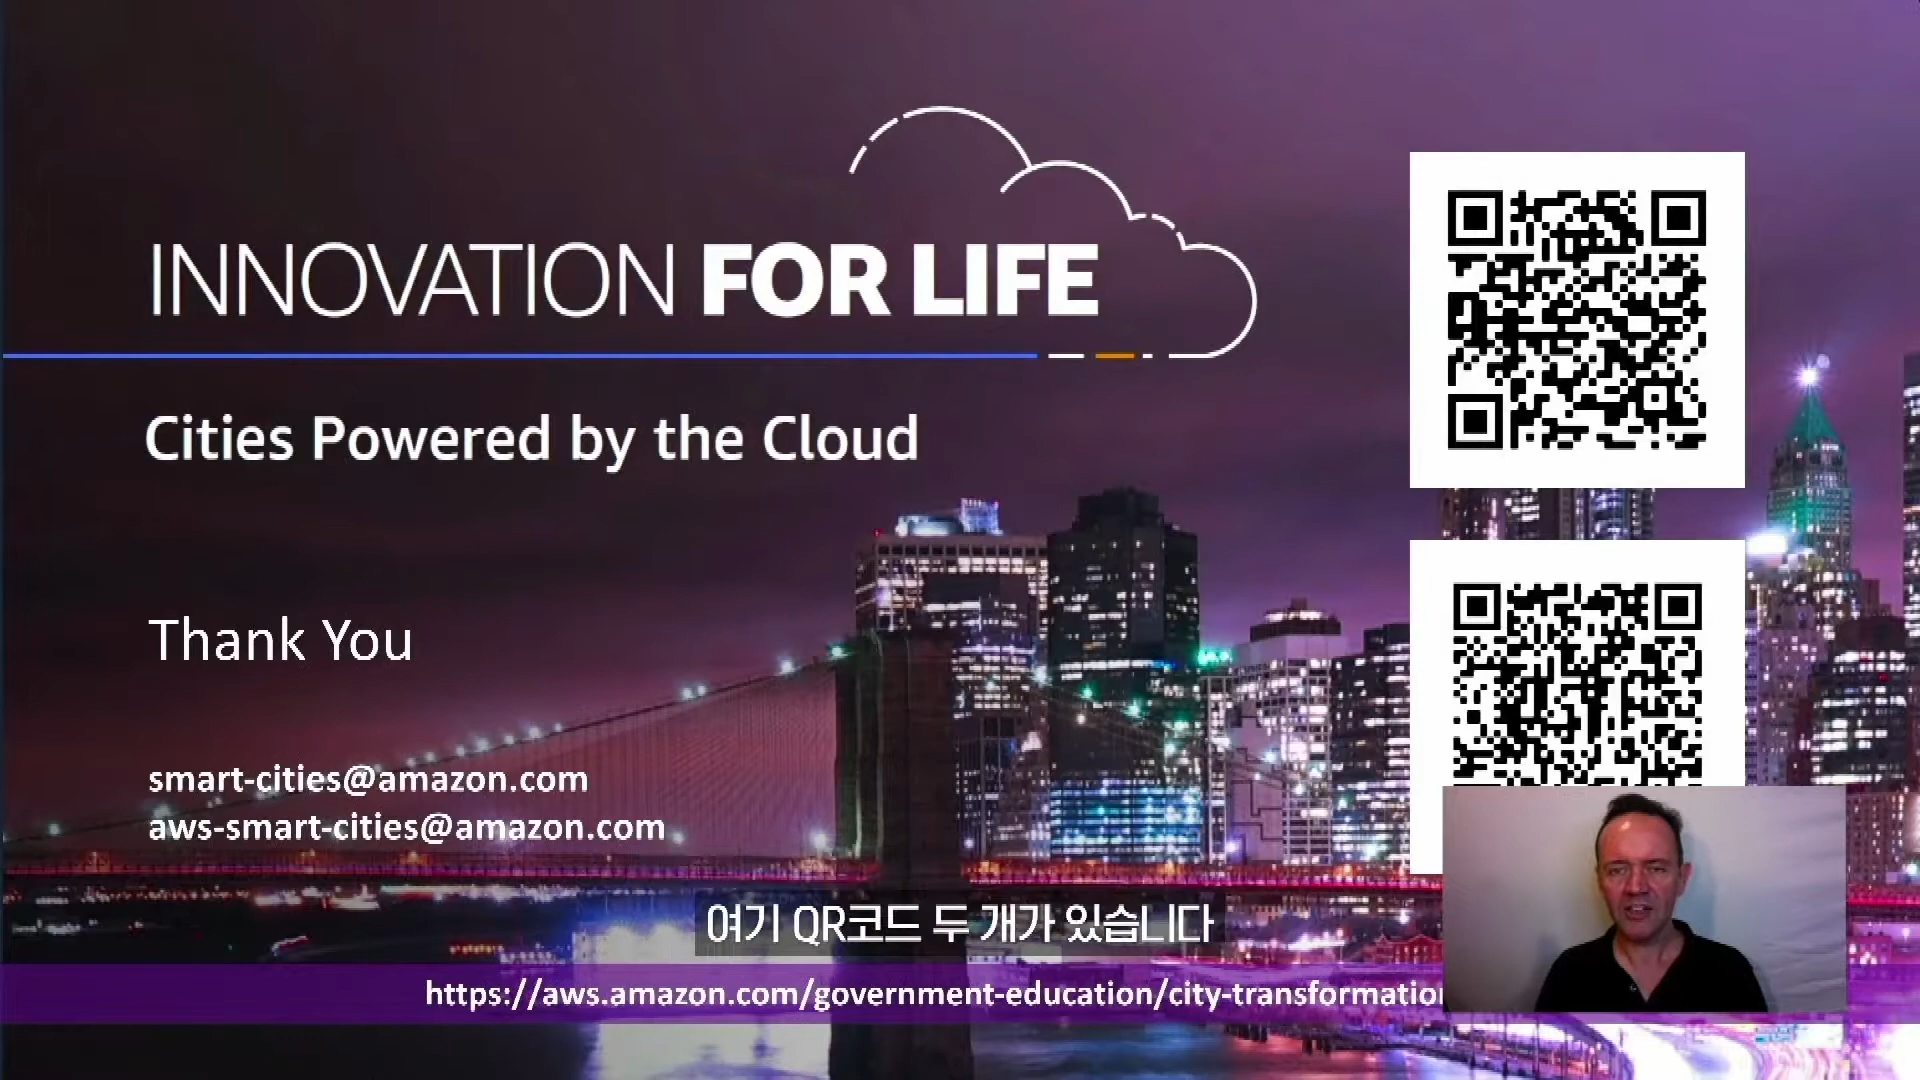 INNOVATION FOR LIFE
Cities Powered by the Cloud
Thank You
smart-cities@amazon.com
aws-smart-cities@amazon.com
여기 QR코드 두 개가 있습니다
https://aws.amazon.com/government-education/city-transformation